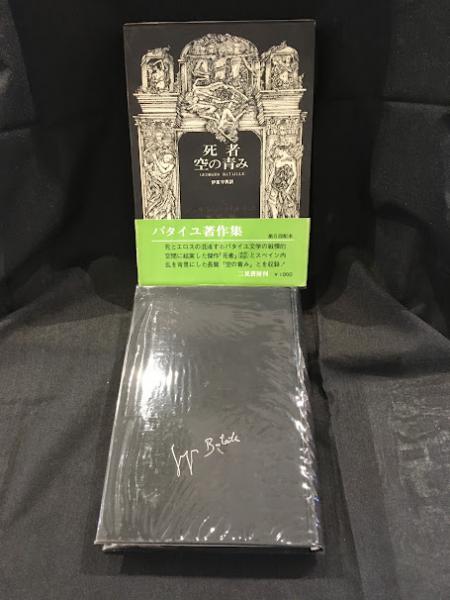 死者
空の青み
GEORGES BATAILLE
伊東守男訳
バタイユ著作集
第6回配本
死とエロスの混淆するバタイユ文学の戦慄的
空間に結実した傑作『死者』とスペイン内
乱を背景にした長篇『空の青み』とを収録!
二見書房刊 ¥1000